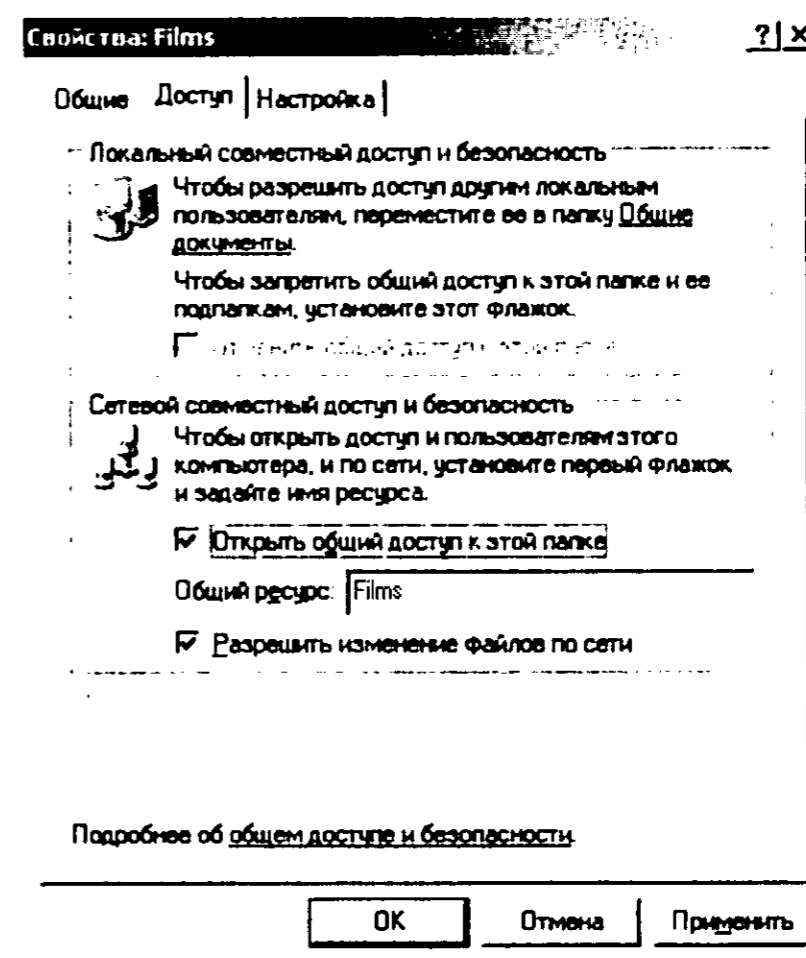 Свойства: Films
? ×
Общие Доступ Настройка
Локальный совместный доступ и безопасность
Чтобы разрешить доступ другим локальным
пользователям, переместите ее в папку Общие
документы.
Чтобы запретить общий доступ к этой папке и ее
подпапкам, установите этот флажок.
общий доступ
Сетевой совместный доступ и безопасность
Чтобы открыть доступ и пользователям этого
компьютера, и по сети, установите первый флажок
и задайте имя ресурса.
Открыть общий доступ к этой папке
Общий ресурс: Films
Разрешить изменение файлов по сети
Подробнее об общем доступе и безопасности.
ОК Отмена Применить